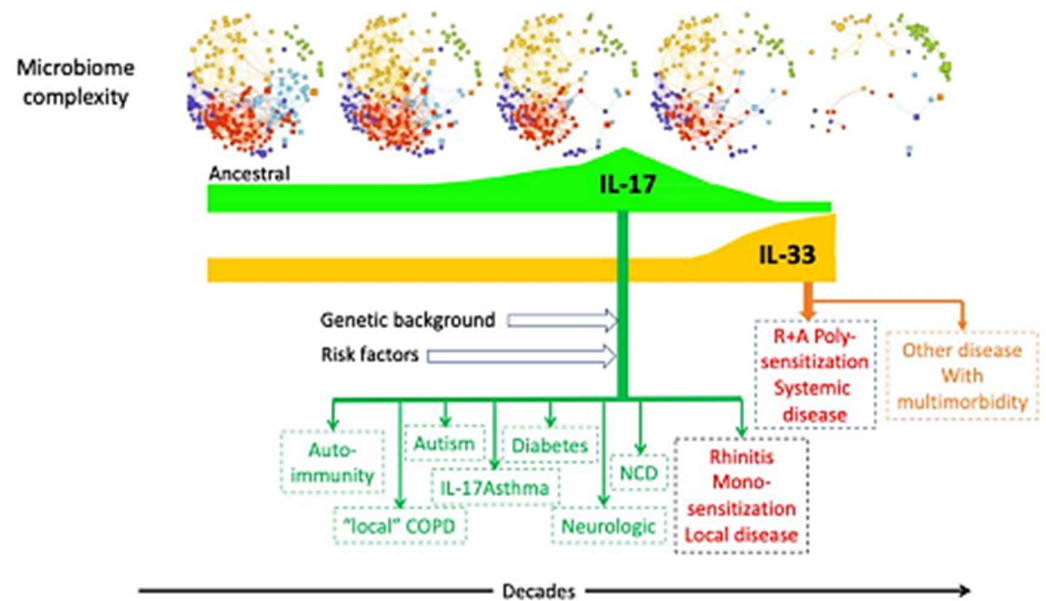 Microbiome
complexity
Ancestral
IL-17
IL-33
Genetic background
Risk factors
R+A Poly-
sensitization
Systemic
disease
Other disease
With
multimorbidity
Auto-
immunity
Autism
Diabetes
IL-17Asthma
NCD
"local" COPD
Neurologic
Rhinitis
Mono-
sensitization
Local disease
Decades